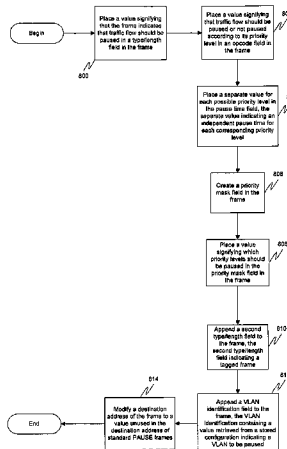 Begin
Place a value signifying
that the frame indicates
that traffic flow should be
paused in a type/length
field in the frame
800
Place a value signifying
that traffic flow should be
paused or not paused
according to its priority
level in an opcode field in
the frame
80
Place a separate value for
each possible priority level in
the pause time field, the
separate value indicating an
independent pause time for
each corresponding priority
level
Create a priority
mask field in the
frame
808
Place a value
signifying which
priority levels should
be paused in the
priority mask field in
the frame
Append a second
type/length field to
the frame, the
second type/length
field indicating a
tagged frame
810
Append a VLAN
identification field to the
frame, the VLAN
identification containing a
value retrieved from a stored
configuration indicating a
VLAN to be paused
81
814
Modify a destination
address of the frame to a
value unused in the
destination address of
standard PAUSE frames
End